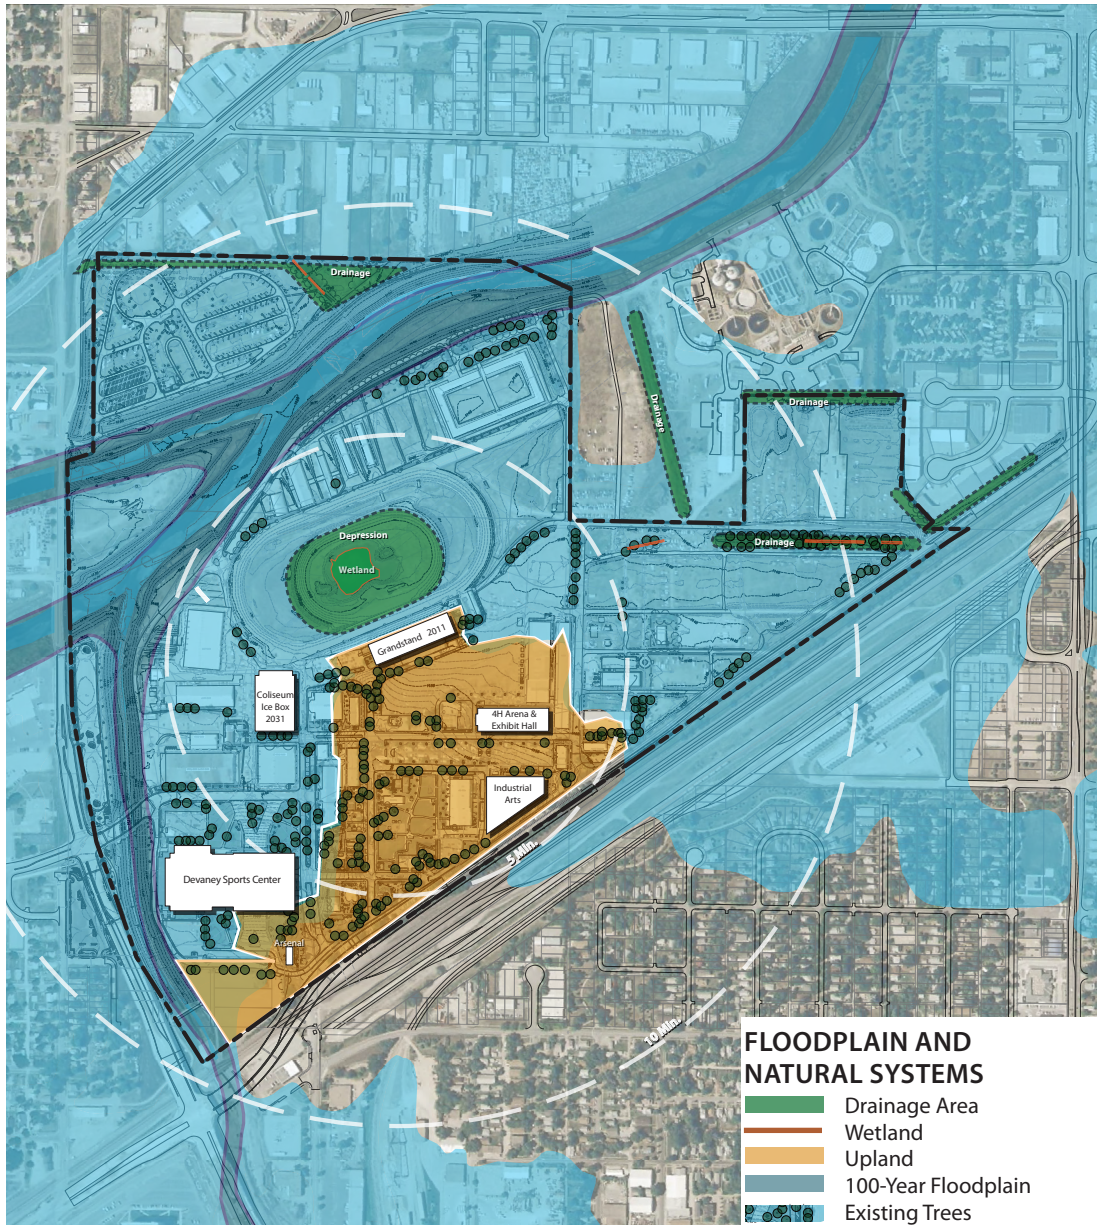 Drainage
Drainage
Drainage
Depression
Drainage
Wetland
Grandstand 2011
Coliseum
Ice Box
2031
4H Arena &
Exhibit Hall
Industrial
Arts
5 Min.
Devaney Sports Center
Arsenal
10 Min.
FLOODPLAIN AND
NATURAL SYSTEMS
Drainage Area
Wetland
Upland
100-Year Floodplain
Existing Trees